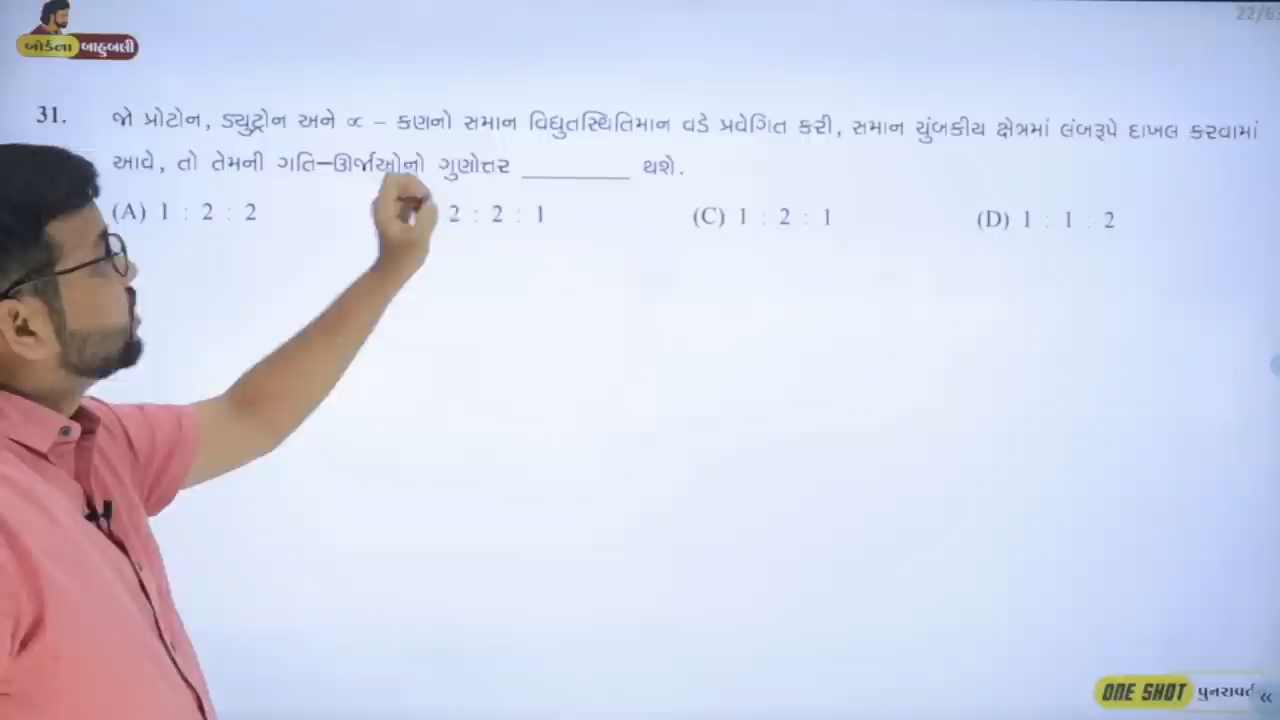 22/63
બોર્ડના બાહુબલી
31. જો પ્રોટોન, ડ્યુટ્રોન અને ∝ – કણનો સમાન વિદ્યુતસ્થિતિમાન વડે પ્રવેગિત કરી, સમાન ચુંબકીય ક્ષેત્રમાં લંબરૂપે દાખલ કરવામાં
આવે, તો તેમની ગતિ–ઊર્જાઓનો ગુણોત્તર ________ થશે.
(A) 1 : 2 : 2 2 : 2 : 1 (C) 1 : 2 : 1 (D) 1 : 1 : 2
ONE SHOT «